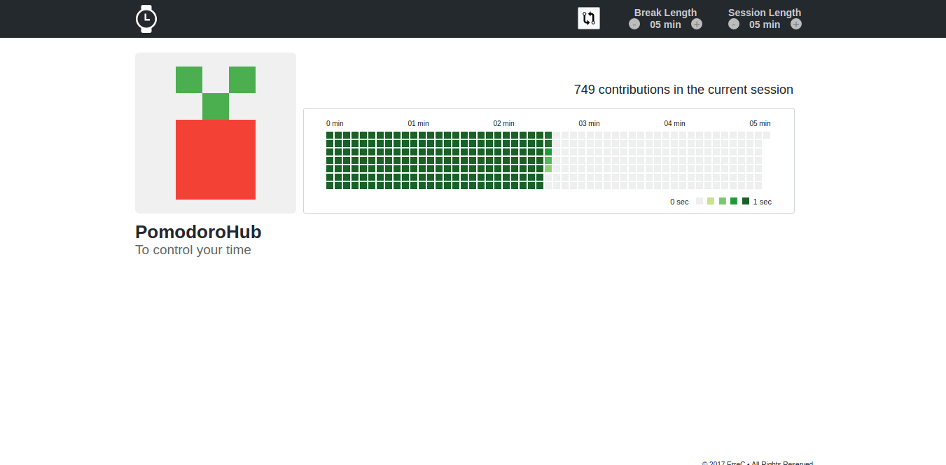 Break Length
- 05 min +
Session Length
- 05 min +
749 contributions in the current session
0 min 01 min 02 min 03 min 04 min 05 min
0 sec 1 sec
PomodoroHub
To control your time
© 2017 ErreC • All Rights Reserved